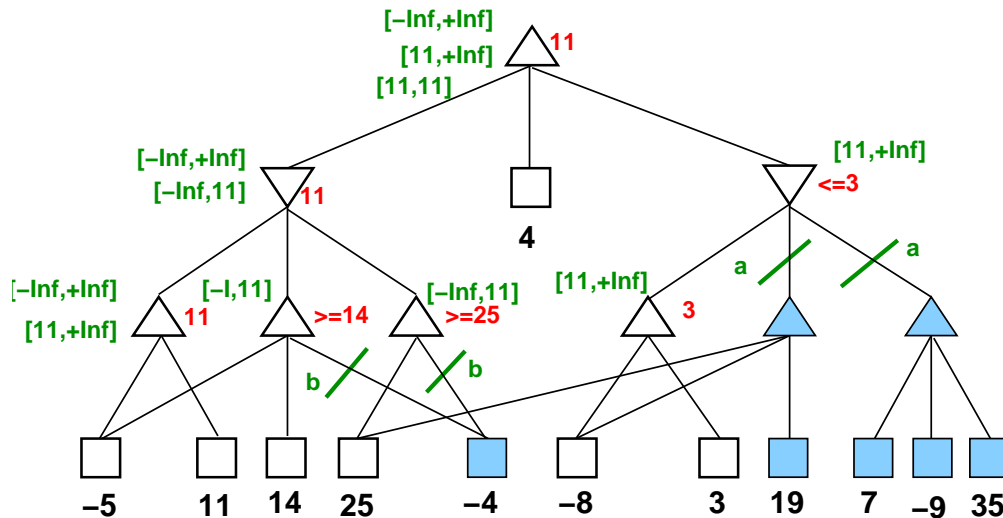 [–Inf,+Inf]
11
[11,+Inf]
[11,11]
[–Inf,+Inf]
[11,+Inf]
[–Inf,11]
11
<=3
4
a
a
[–Inf,+Inf]
[–I,11]
[–Inf,11]
[11,+Inf]
11
>=14
>=25
3
[11,+Inf]
b
b
–5
11
14
25
–4
–8
3
19
7
–9
35